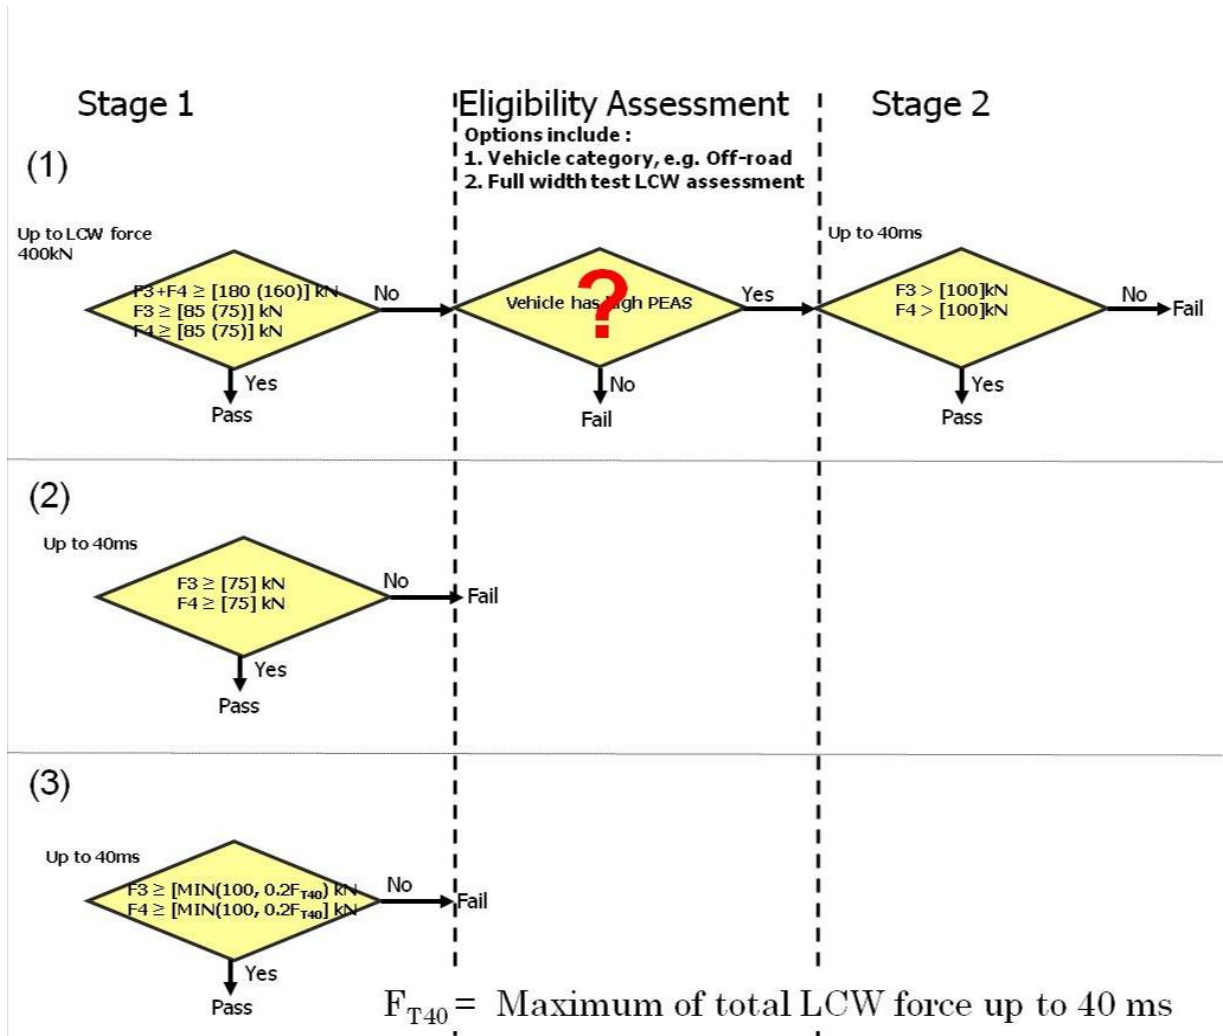 Stage 1
Eligibility Assessment
Stage 2
Options include :
1. Vehicle category, e.g. Off-road
2. Full width test LCW assessment
(1)
Up to LCW force
400kN
F3+F4 ≥ [180 (160)] kN
F3 ≥ [85 (75)] kN
F4 ≥ [85 (75)] kN
No
Yes
Pass
Vehicle has high PEAS
?
Yes
No
Fail
Up to 40ms
F3 > [100]kN
F4 > [100]kN
No
Fail
Yes
Pass
(2)
Up to 40ms
F3 ≥ [75] kN
F4 ≥ [75] kN
No
Fail
Yes
Pass
(3)
Up to 40ms
F3 ≥ [MIN(100, 0.2F_T40) kN
F4 ≥ [MIN(100, 0.2F_T40] kN
No
Fail
Yes
Pass
F_T40 = Maximum of total LCW force up to 40 ms